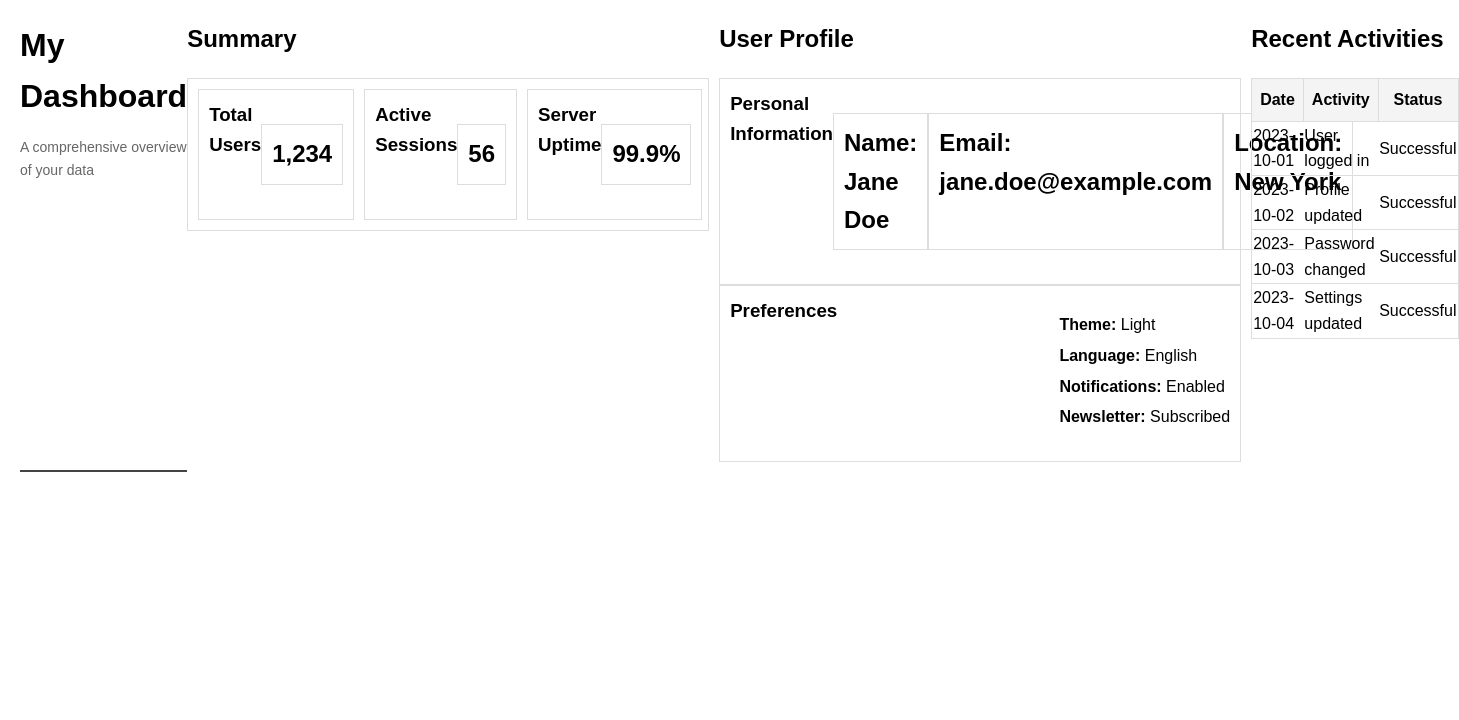 My
Dashboard
A comprehensive overview
of your data
Summary
Total
Users
1,234
Active
Sessions
56
Server
Uptime
99.9%
User Profile
Personal
Information
Name:
Jane
Doe
Email:
jane.doe@example.com
Location:
New York
Preferences
Theme: Light
Language: English
Notifications: Enabled
Newsletter: Subscribed
Recent Activities
Date Activity Status
2023-
10-01
User
logged in
Successful
2023-
10-02
Profile
updated
Successful
2023-
10-03
Password
changed
Successful
2023-
10-04
Settings
updated
Successful